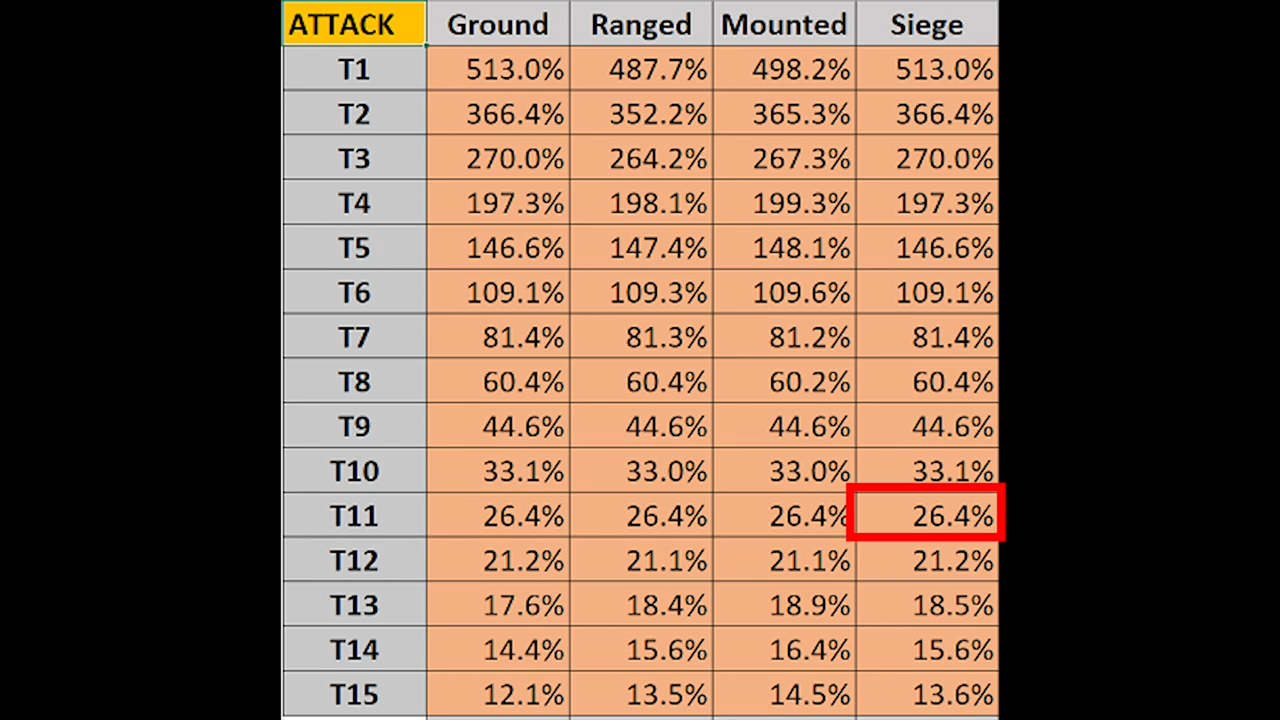 ATTACK Ground Ranged Mounted Siege
T1 513.0% 487.7% 498.2% 513.0%
T2 366.4% 352.2% 365.3% 366.4%
T3 270.0% 264.2% 267.3% 270.0%
T4 197.3% 198.1% 199.3% 197.3%
T5 146.6% 147.4% 148.1% 146.6%
T6 109.1% 109.3% 109.6% 109.1%
T7 81.4% 81.3% 81.2% 81.4%
T8 60.4% 60.4% 60.2% 60.4%
T9 44.6% 44.6% 44.6% 44.6%
T10 33.1% 33.0% 33.0% 33.1%
T11 26.4% 26.4% 26.4% 26.4%
T12 21.2% 21.1% 21.1% 21.2%
T13 17.6% 18.4% 18.9% 18.5%
T14 14.4% 15.6% 16.4% 15.6%
T15 12.1% 13.5% 14.5% 13.6%